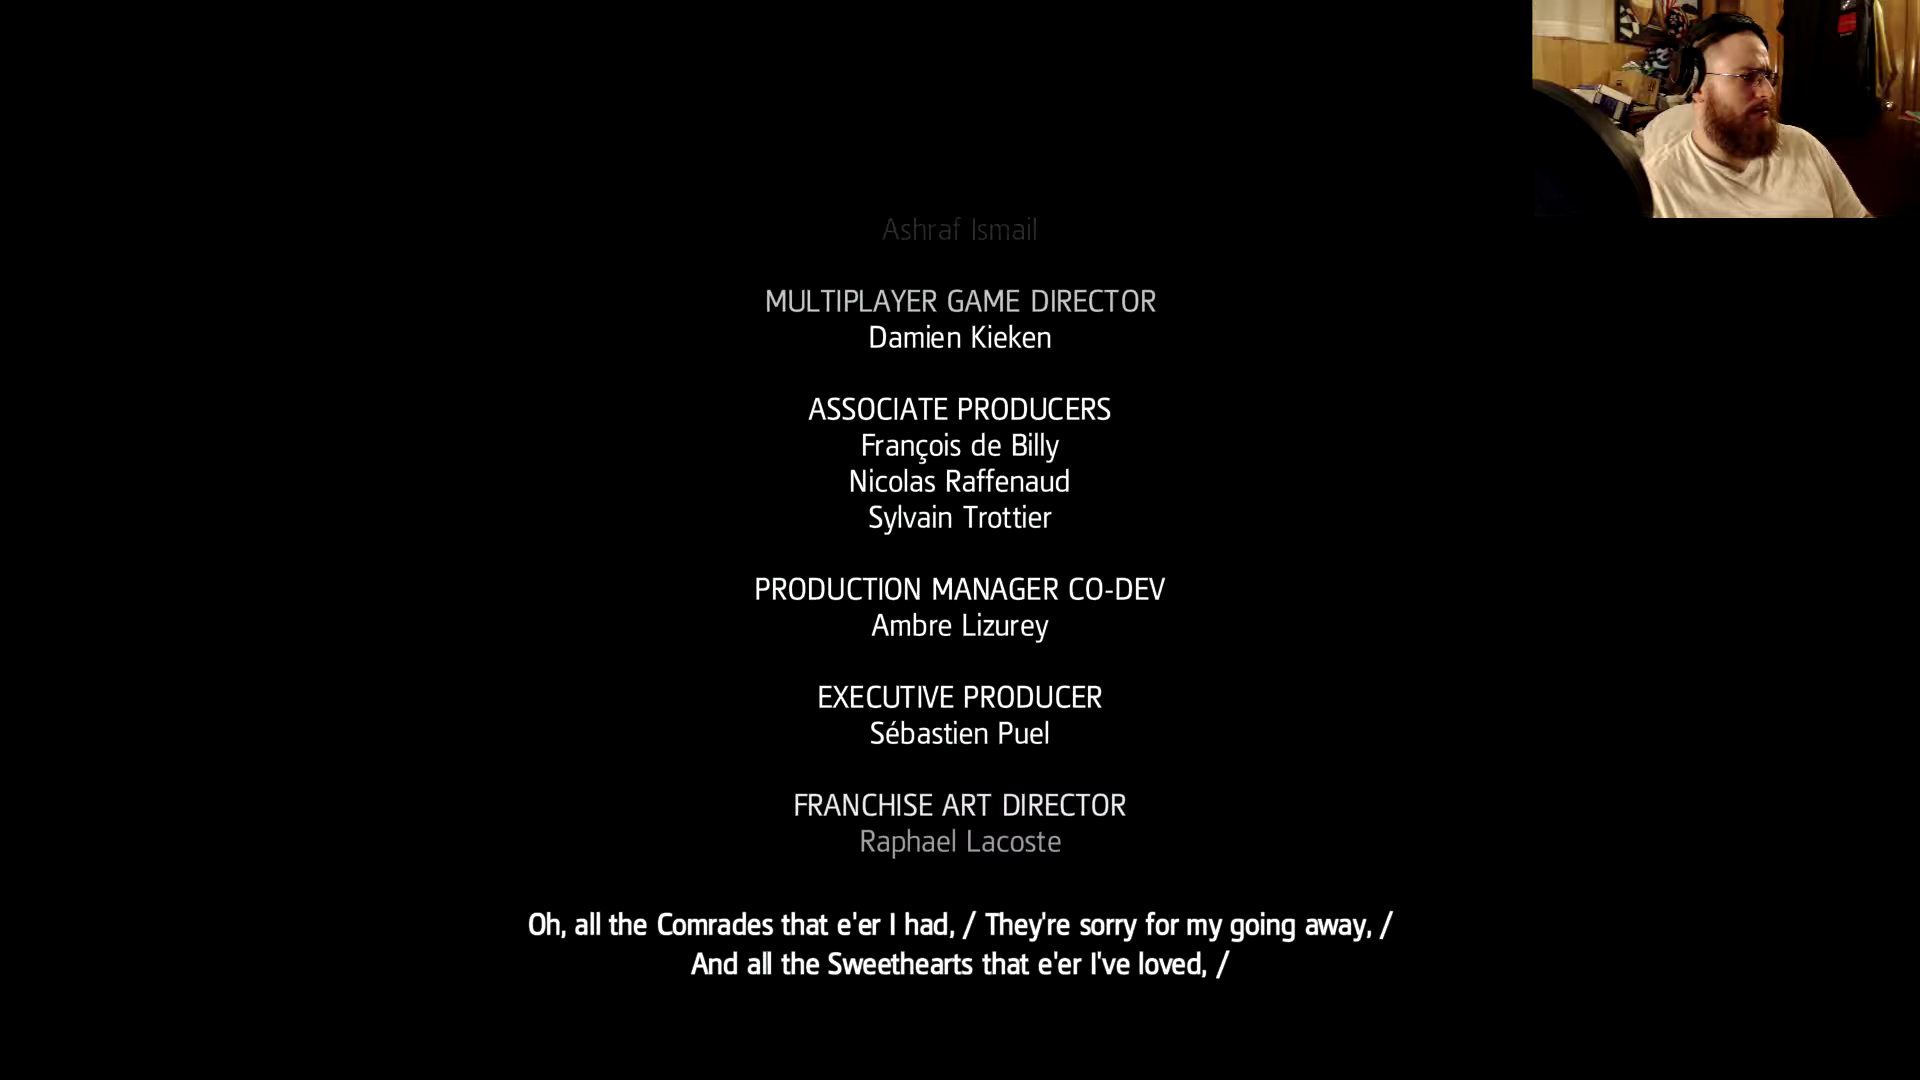 Ashraf Ismail
MULTIPLAYER GAME DIRECTOR
Damien Kieken
ASSOCIATE PRODUCERS
François de Billy
Nicolas Raffenaud
Sylvain Trottier
PRODUCTION MANAGER CO-DEV
Ambre Lizurey
EXECUTIVE PRODUCER
Sébastien Puel
FRANCHISE ART DIRECTOR
Raphael Lacoste
Oh, all the Comrades that e'er I had, / They're sorry for my going away, /
And all the Sweethearts that e'er I've loved, /